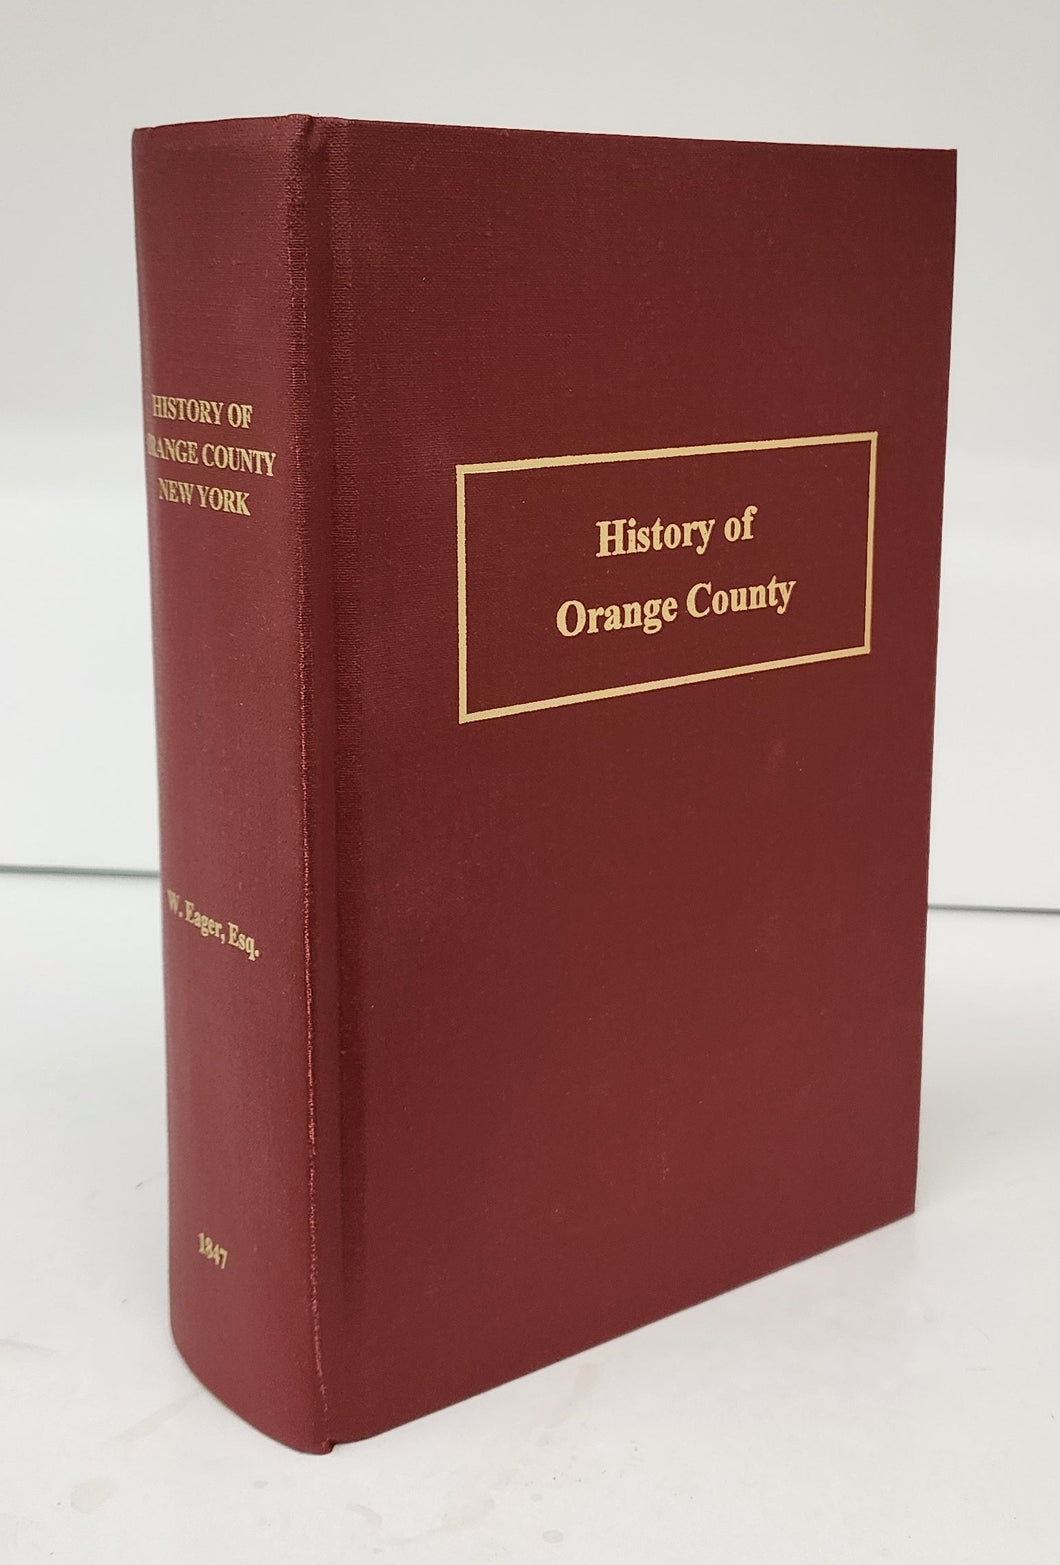 HISTORY OF
ORANGE COUNTY
NEW YORK
W. Eager, Esq.
1847
History of
Orange County